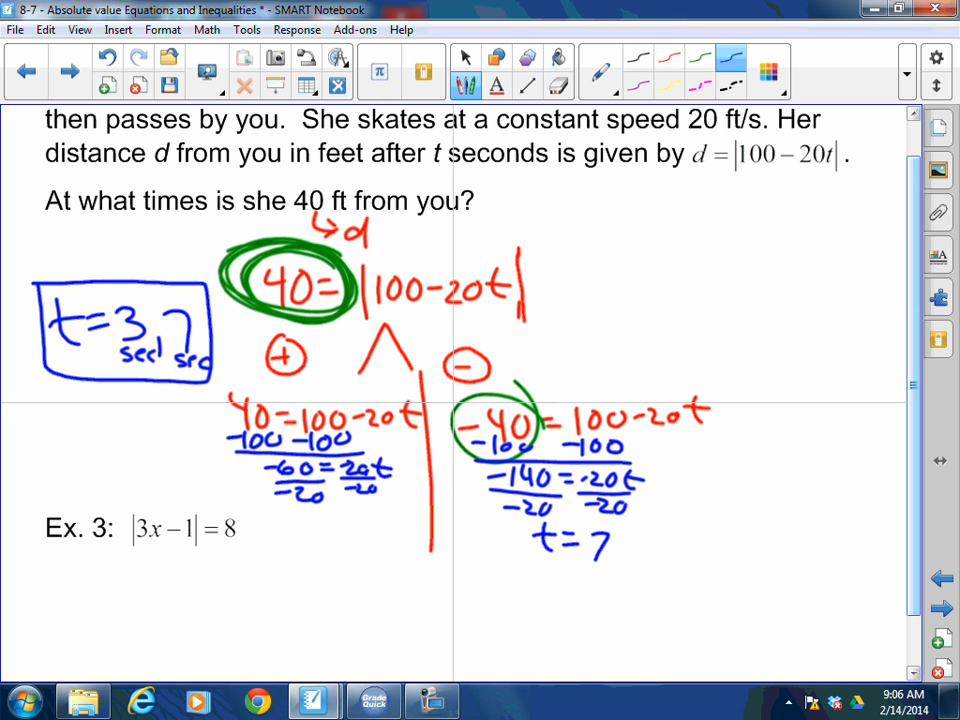 8-7 - Absolute value Equations and Inequalities * - SMART Notebook
File Edit View Insert Format Math Tools Response Add-ons Help
then passes by you. She skates at a constant speed 20 ft/s. Her
distance d from you in feet after t seconds is given by d = |100 − 20t| .
At what times is she 40 ft from you?
↳ d
40 = |100 - 20t|
t = 3, 7
sec sec
+ -
40 = 100 - 20t
-100 -100
-60 = -20t
-20 -20
-40 = 100 - 20t
-100 -100
-140 = -20t
-20 -20
t = 7
Ex. 3: |3x − 1| = 8
Grade
Quick
9:06 AM
2/14/2014